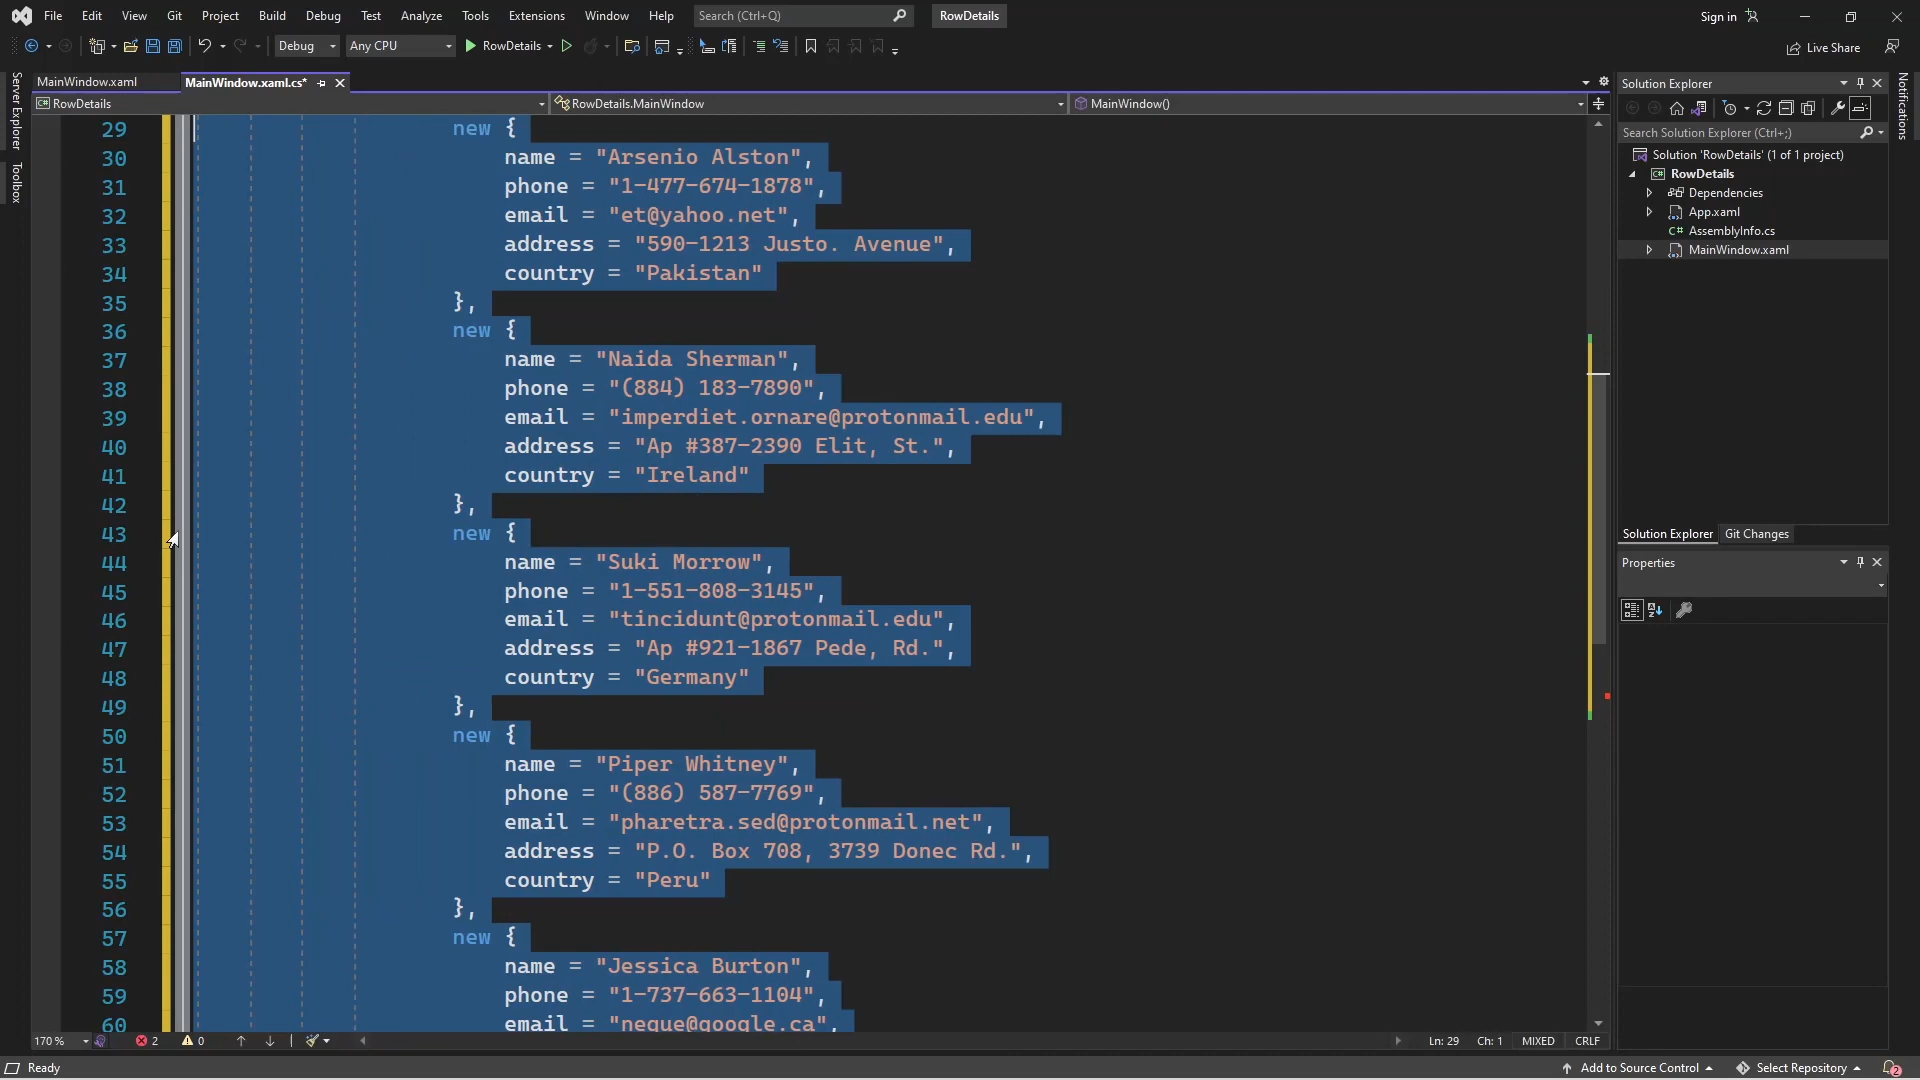 File Edit View Git Project Build Debug Test Analyze Tools Extensions Window Help Search (Ctrl+Q) RowDetails Sign in
Debug Any CPU RowDetails Live Share
MainWindow.xaml MainWindow.xaml.cs*
RowDetails RowDetails.MainWindow MainWindow()
Server Explorer
Toolbox
29 new {
30 name = "Arsenio Alston",
31 phone = "1-477-674-1878",
32 email = "et@yahoo.net",
33 address = "590-1213 Justo. Avenue",
34 country = "Pakistan"
35 },
36 new {
37 name = "Naida Sherman",
38 phone = "(884) 183-7890",
39 email = "imperdiet.ornare@protonmail.edu",
40 address = "Ap #387-2390 Elit, St.",
41 country = "Ireland"
42 },
43 new {
44 name = "Suki Morrow",
45 phone = "1-551-808-3145",
46 email = "tincidunt@protonmail.edu",
47 address = "Ap #921-1867 Pede, Rd.",
48 country = "Germany"
49 },
50 new {
51 name = "Piper Whitney",
52 phone = "(886) 587-7769",
53 email = "pharetra.sed@protonmail.net",
54 address = "P.O. Box 708, 3739 Donec Rd.",
55 country = "Peru"
56 },
57 new {
58 name = "Jessica Burton",
59 phone = "1-737-663-1104",
60 email = "neque@google.ca",
170 % 2 0 Ln: 29 Ch: 1 MIXED CRLF
Solution Explorer
Search Solution Explorer (Ctrl+;)
Solution 'RowDetails' (1 of 1 project)
C# RowDetails
Dependencies
App.xaml
C# AssemblyInfo.cs
MainWindow.xaml
Solution Explorer Git Changes
Properties
Notifications
Ready Add to Source Control Select Repository 2